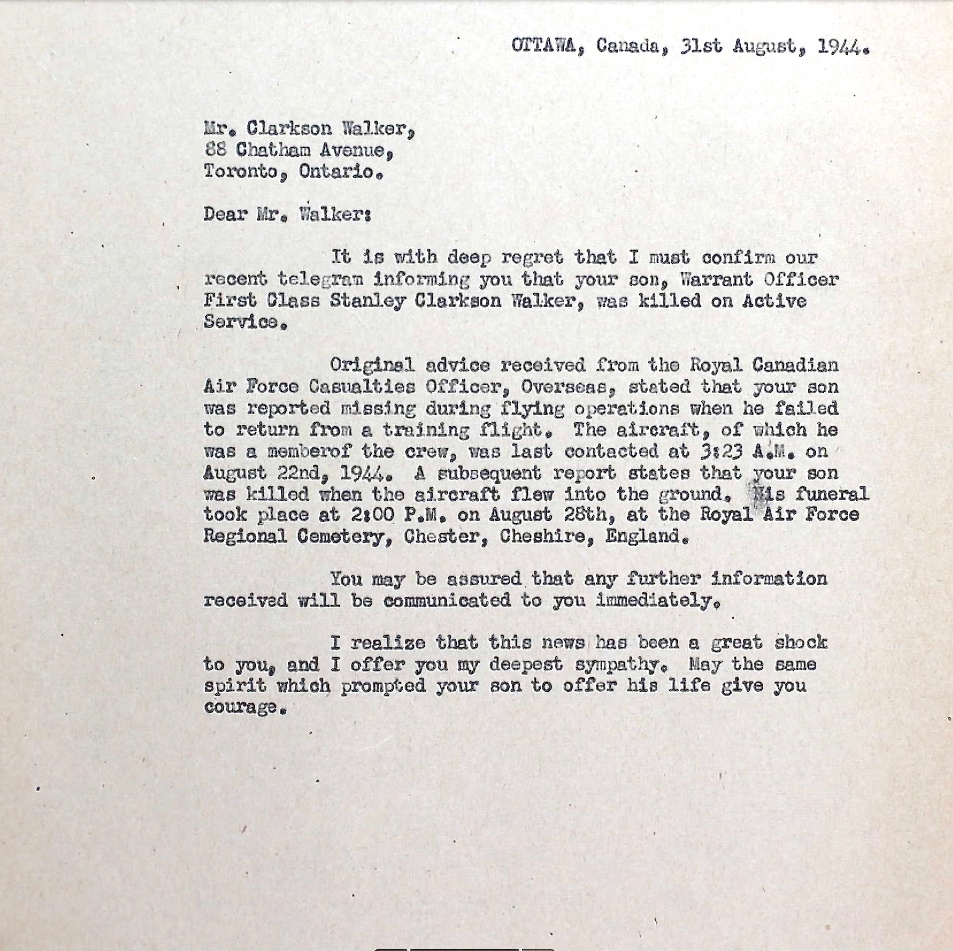 OTTAWA, Canada, 31st August, 1944.
Mr. Clarkson Walker,
88 Chatham Avenue,
Toronto, Ontario.
Dear Mr. Walker:
It is with deep regret that I must confirm our
recent telegram informing you that your son, Warrant Officer
First Class Stanley Clarkson Walker, was killed on Active
Service.
Original advice received from the Royal Canadian
Air Force Casualties Officer, Overseas, stated that your son
was reported missing during flying operations when he failed
to return from a training flight. The aircraft, of which he
was a memberof the crew, was last contacted at 3:23 A.M. on
August 22nd, 1944. A subsequent report states that your son
was killed when the aircraft flew into the ground. His funeral
took place at 2:00 P.M. on August 28th, at the Royal Air Force
Regional Cemetery, Chester, Cheshire, England.
You may be assured that any further information
received will be communicated to you immediately.
I realize that this news has been a great shock
to you, and I offer you my deepest sympathy. May the same
spirit which prompted your son to offer his life give you
courage.